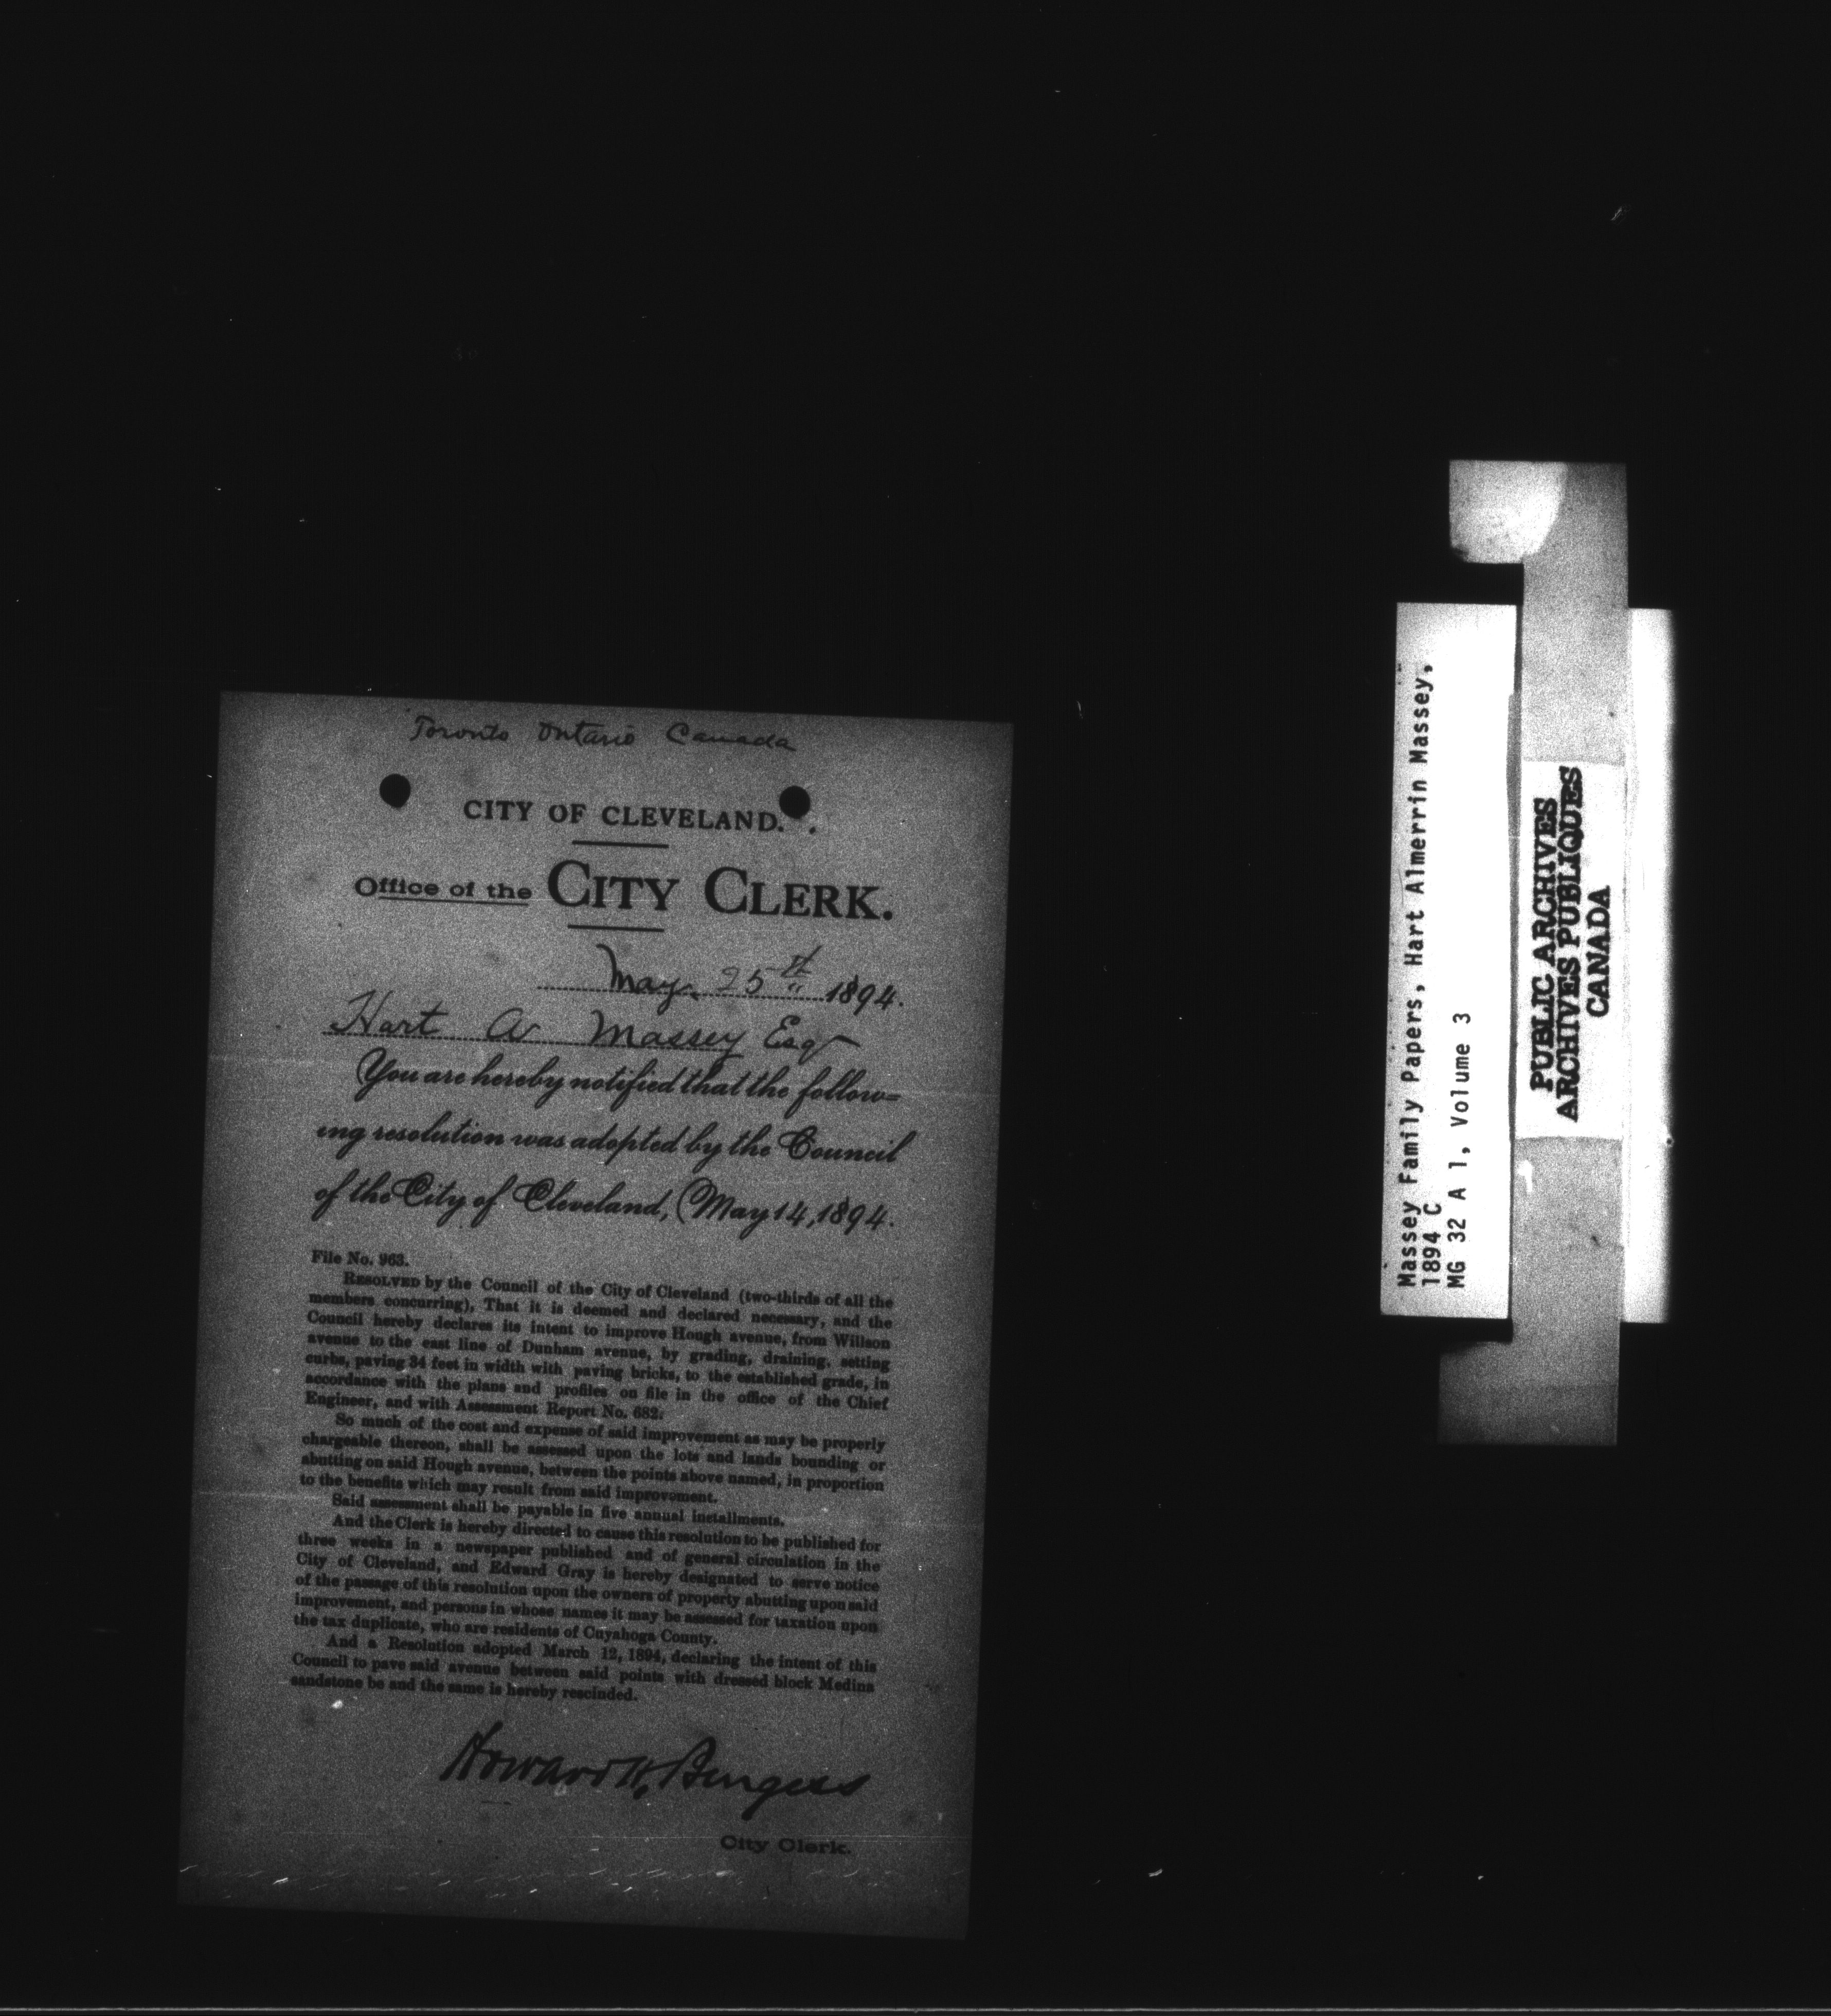 Toronto Ontario Canada
CITY OF CLEVELAND.
Office of the CITY CLERK.
May 25th 1894.
Hart A Massey Esq
You are hereby notified that the follow=
ing resolution was adopted by the Council
of the City of Cleveland, May 14, 1894.
File No. 963.
RESOLVED by the Council of the City of Cleveland (two-thirds of all the
members concurring), That it is deemed and declared necessary, and the
Council hereby declares its intent to improve Hough avenue, from Willson
avenue to the east line of Dunham avenue, by grading, draining, setting
curbs, paving 34 feet in width with paving bricks, to the established grade, in
accordance with the plans and profiles on file in the office of the Chief
Engineer, and with Assessment Report No. 682.
So much of the cost and expense of said improvement as may be properly
chargeable thereon, shall be assessed upon the lots and lands bounding or
abutting on said Hough avenue, between the points above named, in proportion
to the benefits which may result from said improvement.
Said assessment shall be payable in five annual installments.
And the Clerk is hereby directed to cause this resolution to be published for
three weeks in a newspaper published and of general circulation in the
City of Cleveland, and Edward Gray is hereby designated to serve notice
of the passage of this resolution upon the owners of property abutting upon said
improvement, and persons in whose names it may be assessed for taxation upon
the tax duplicate, who are residents of Cuyahoga County.
And a Resolution adopted March 12, 1894, declaring the intent of this
Council to pave said avenue between said points with dressed block Medina
sandstone be and the same is hereby rescinded.
Howard H. Burgess
City Clerk.
Massey Family Papers, Hart Almerrin Massey,
1894 C
MG 32 A 1, Volume 3
PUBLIC ARCHIVES
ARCHIVES PUBLIQUES
CANADA